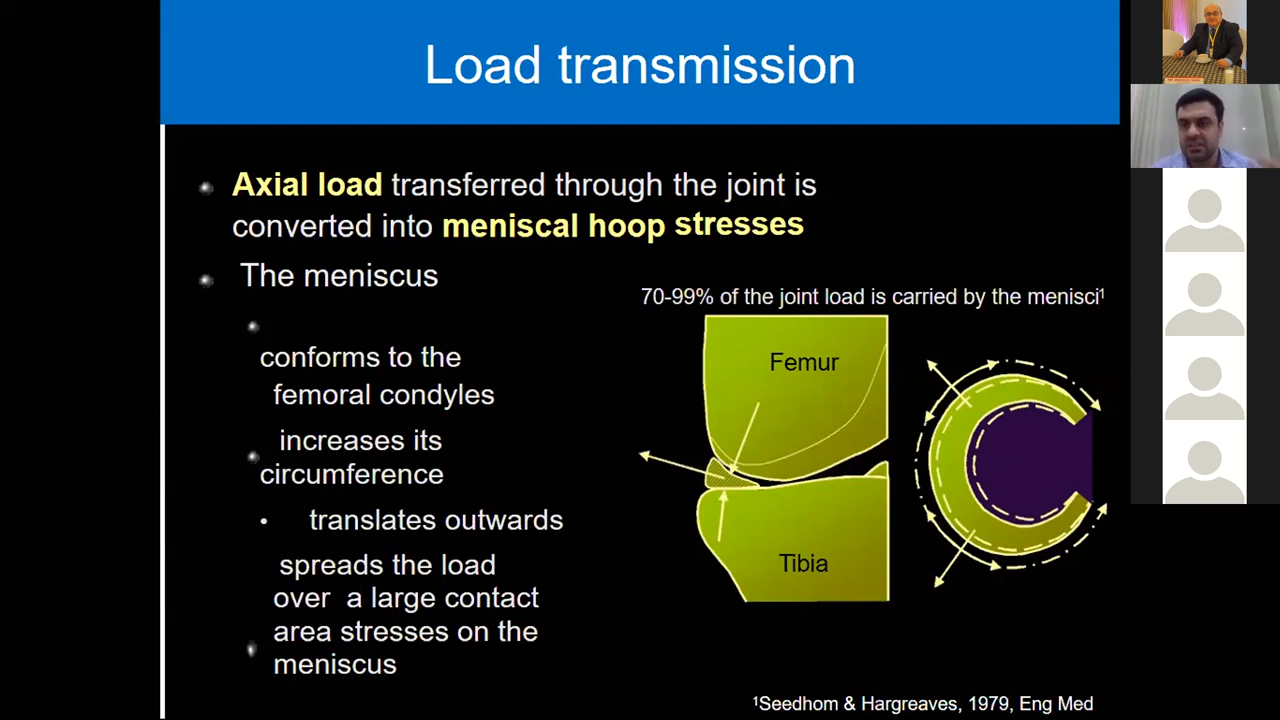 Load transmission
Axial load transferred through the joint is
converted into meniscal hoop stresses
The meniscus
conforms to the
femoral condyles
increases its
circumference
translates outwards
spreads the load
over a large contact
area stresses on the
meniscus
70-99% of the joint load is carried by the menisci¹
Femur
Tibia
¹Seedhom & Hargreaves, 1979, Eng Med